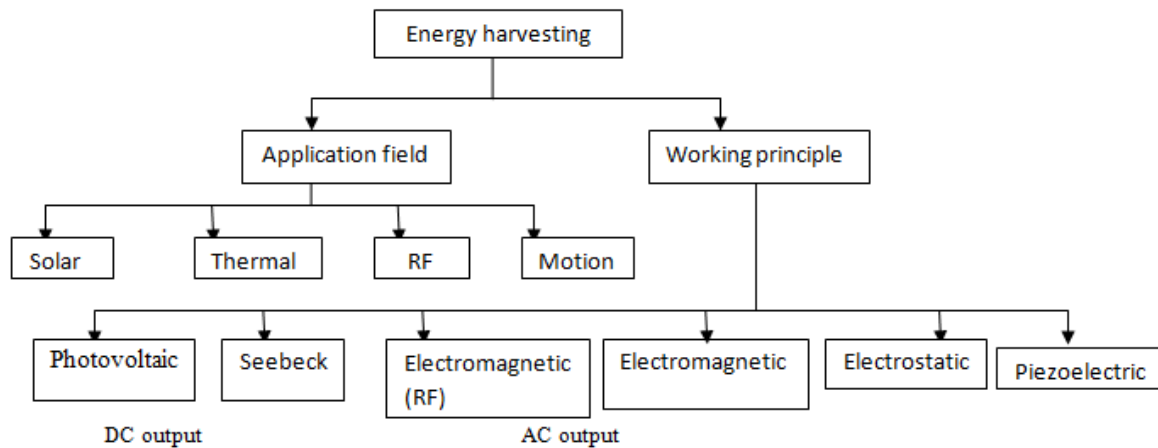 Energy harvesting
Application field
Working principle
Solar
Thermal
RF
Motion
Photovoltaic
Seebeck
Electromagnetic
(RF)
Electromagnetic
Electrostatic
Piezoelectric
DC output
AC output